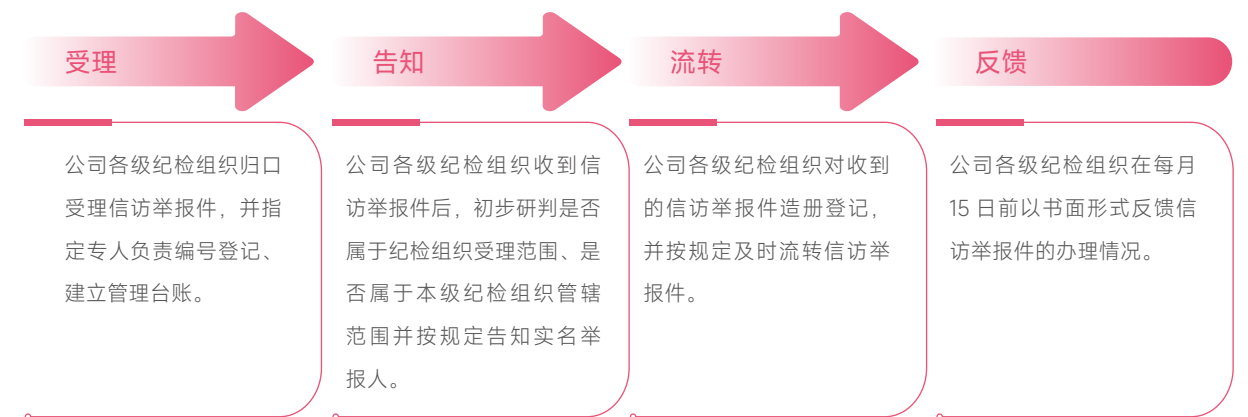 受理
公司各级纪检组织归口
受理信访举报件，并指
定专人负责编号登记、
建立管理台账。
告知
公司各级纪检组织收到信
访举报件后，初步研判是否
属于纪检组织受理范围、是
否属于本级纪检组织管辖
范围并按规定告知实名举
报人。
流转
公司各级纪检组织对收到
的信访举报件造册登记，
并按规定及时流转信访举
报件。
反馈
公司各级纪检组织在每月
15 日前以书面形式反馈信
访举报件的办理情况。